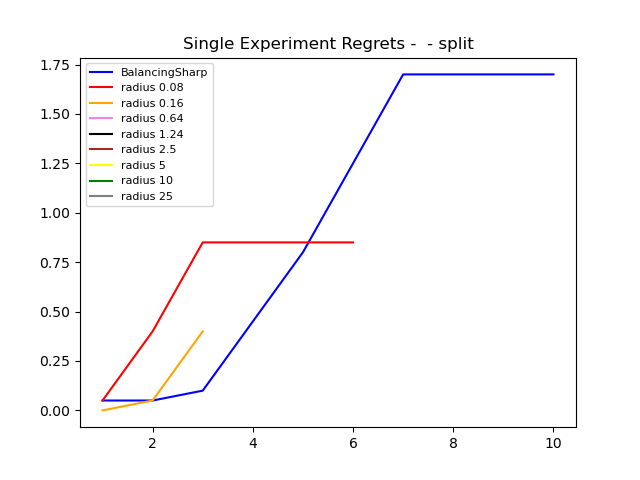 Single Experiment Regrets -  - split
1.75
1.50
1.25
1.00
0.75
0.50
0.25
0.00
BalancingSharp
radius 0.08
radius 0.16
radius 0.64
radius 1.24
radius 2.5
radius 5
radius 10
radius 25
2
4
6
8
10